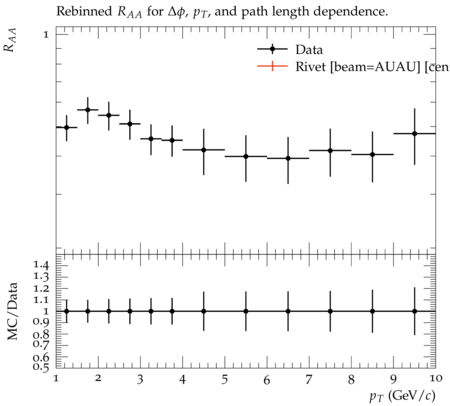 Rebinned R_AA for Δϕ, p_T, and path length dependence.
R_AA
1
Data
Rivet [beam=AUAU] [cen
MC/Data
1.4
1.3
1.2
1.1
1
0.9
0.8
0.7
0.6
0.5
1 2 3 4 5 6 7 8 9 10
p_T (GeV/c)